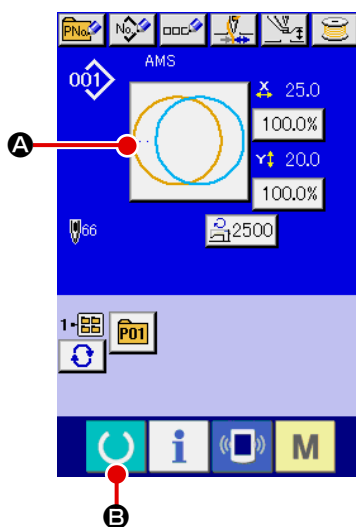 PNo. No.
AMS
001
X 25.0
A
100.0%
Y 20.0
100.0%
66
2500
1-
P01
i M
B